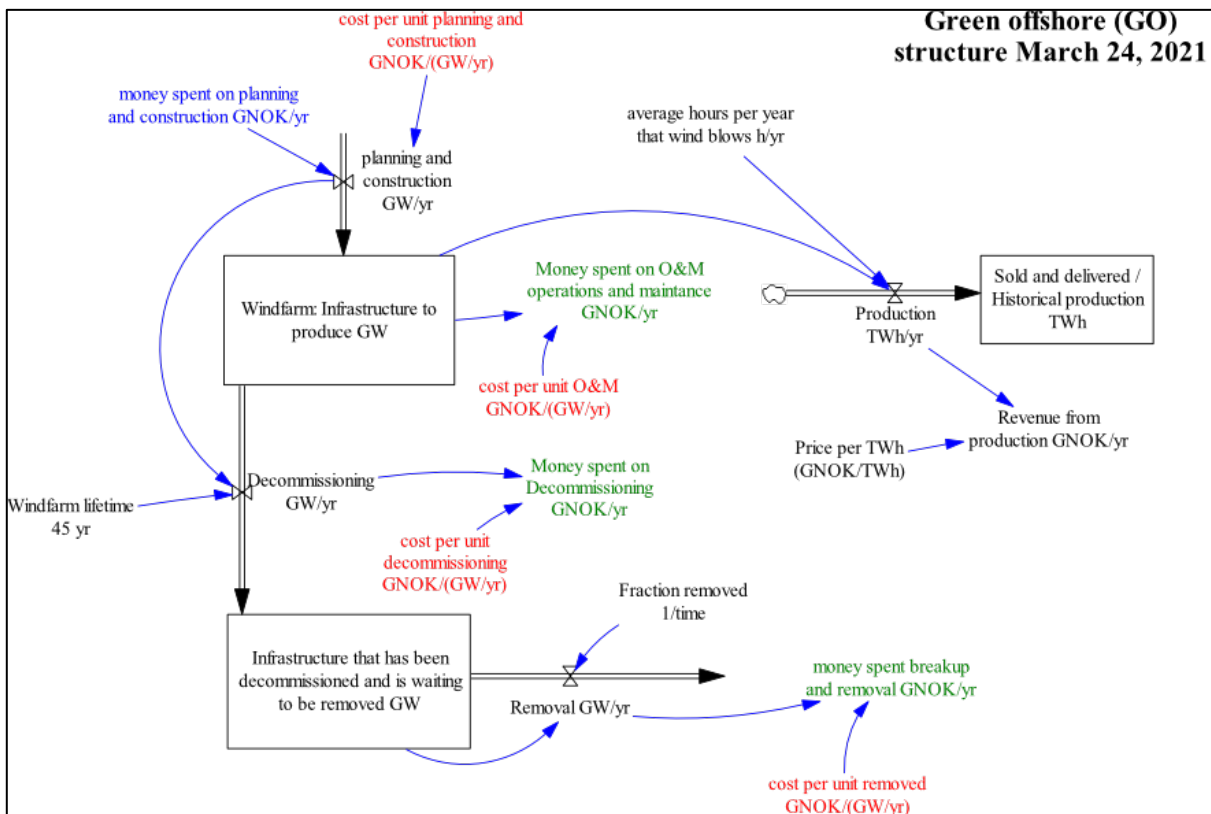 Green offshore (GO)
structure March 24, 2021
cost per unit planning and
construction
GNOK/(GW/yr)
money spent on planning
and construction GNOK/yr
planning and
construction
GW/yr
average hours per year
that wind blows h/yr
Windfarm: Infrastructure to
produce GW
Money spent on O&M
operations and maintance
GNOK/yr
cost per unit O&M
GNOK/(GW/yr)
Production
TWh/yr
Sold and delivered /
Historical production
TWh
Revenue from
production GNOK/yr
Price per TWh
(GNOK/TWh)
Windfarm lifetime
45 yr
Decommissioning
GW/yr
Money spent on
Decommissioning
GNOK/yr
cost per unit
decommissioning
GNOK/(GW/yr)
Infrastructure that has been
decommissioned and is waiting
to be removed GW
Fraction removed
1/time
Removal GW/yr
money spent breakup
and removal GNOK/yr
cost per unit removed
GNOK/(GW/yr)